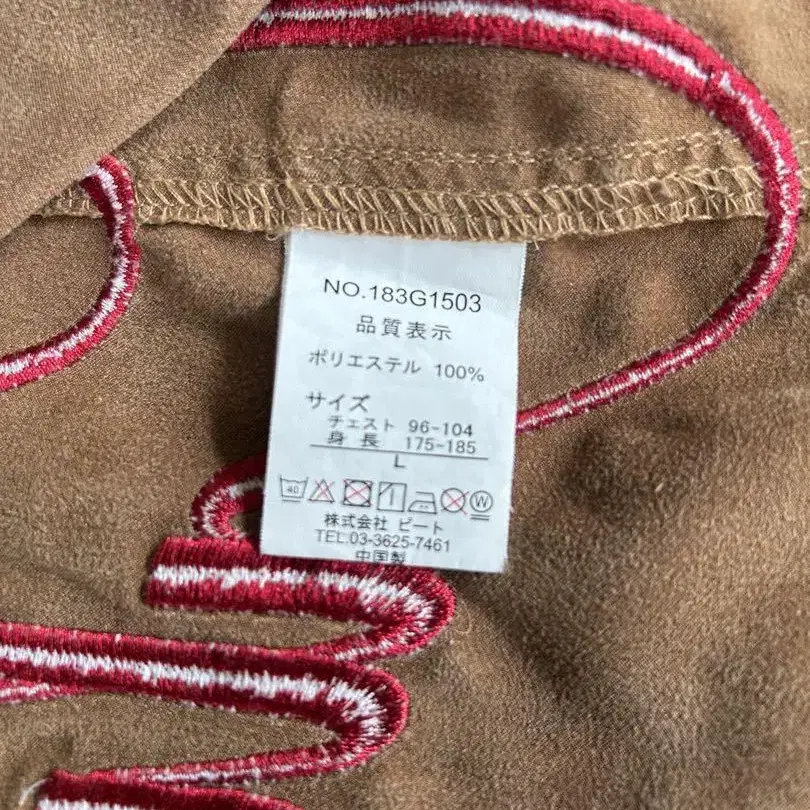 NO.183G1503
品質表示
ポリエステル 100%
サイズ
チェスト 96-104
身長 175-185
L
40 W
株式会社 ビート
TEL.03-3625-7461
中国製